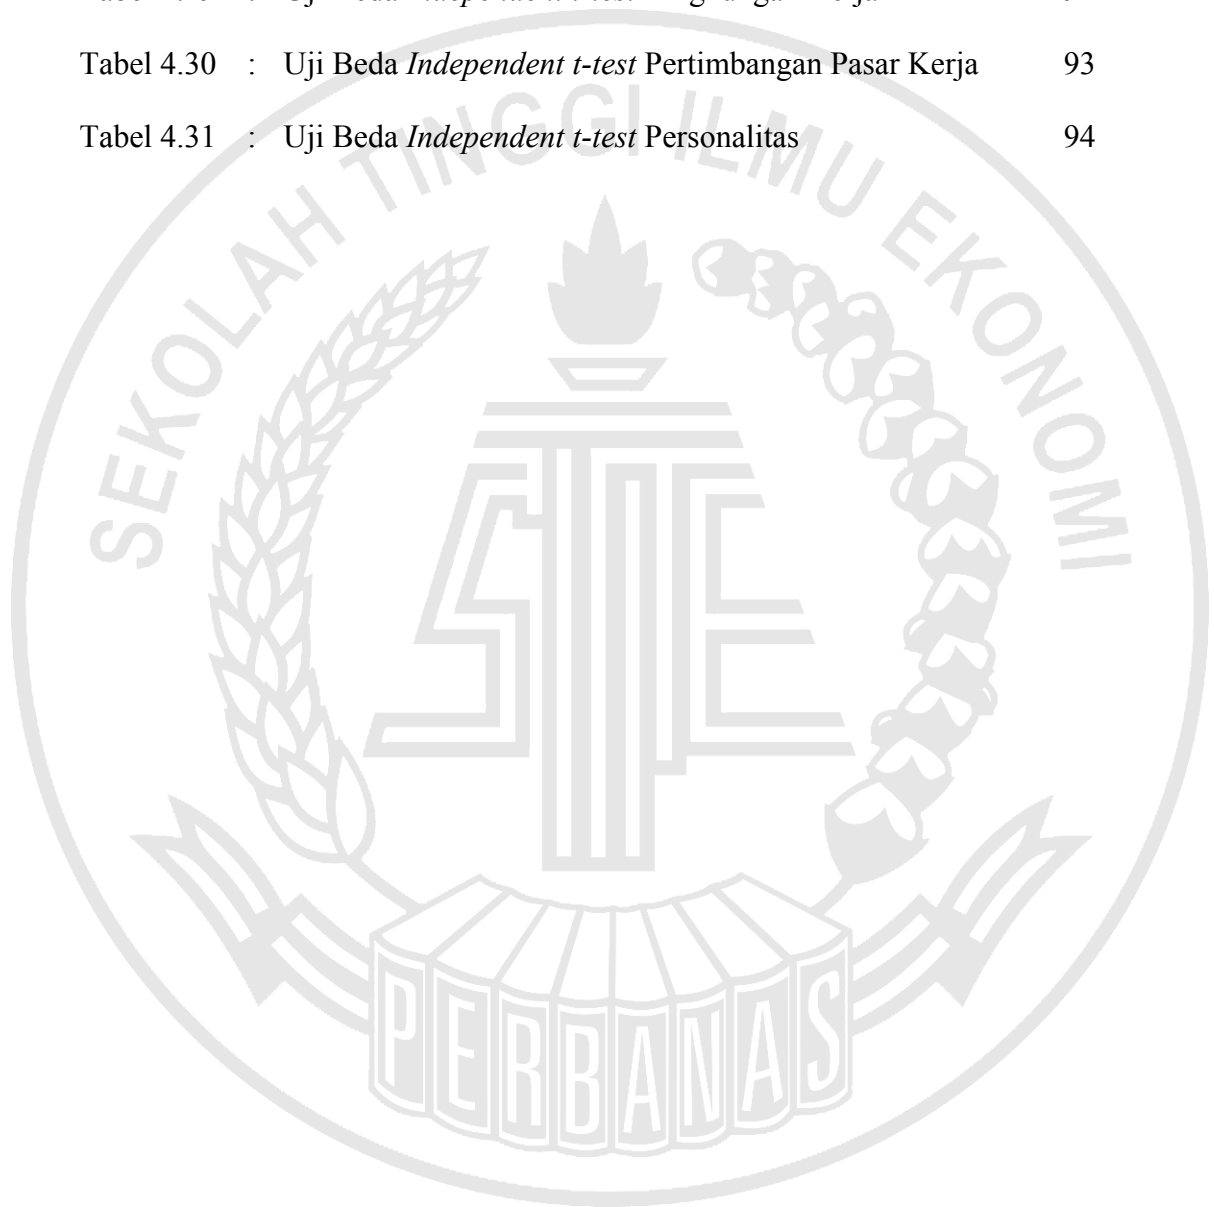 Tabel 4.30 : Uji Beda Independent t-test Pertimbangan Pasar Kerja 93
Tabel 4.31 : Uji Beda Independent t-test Personalitas 94
SEKOLAH TINGGI ILMU EKONOMI
STIE
PERBANAS